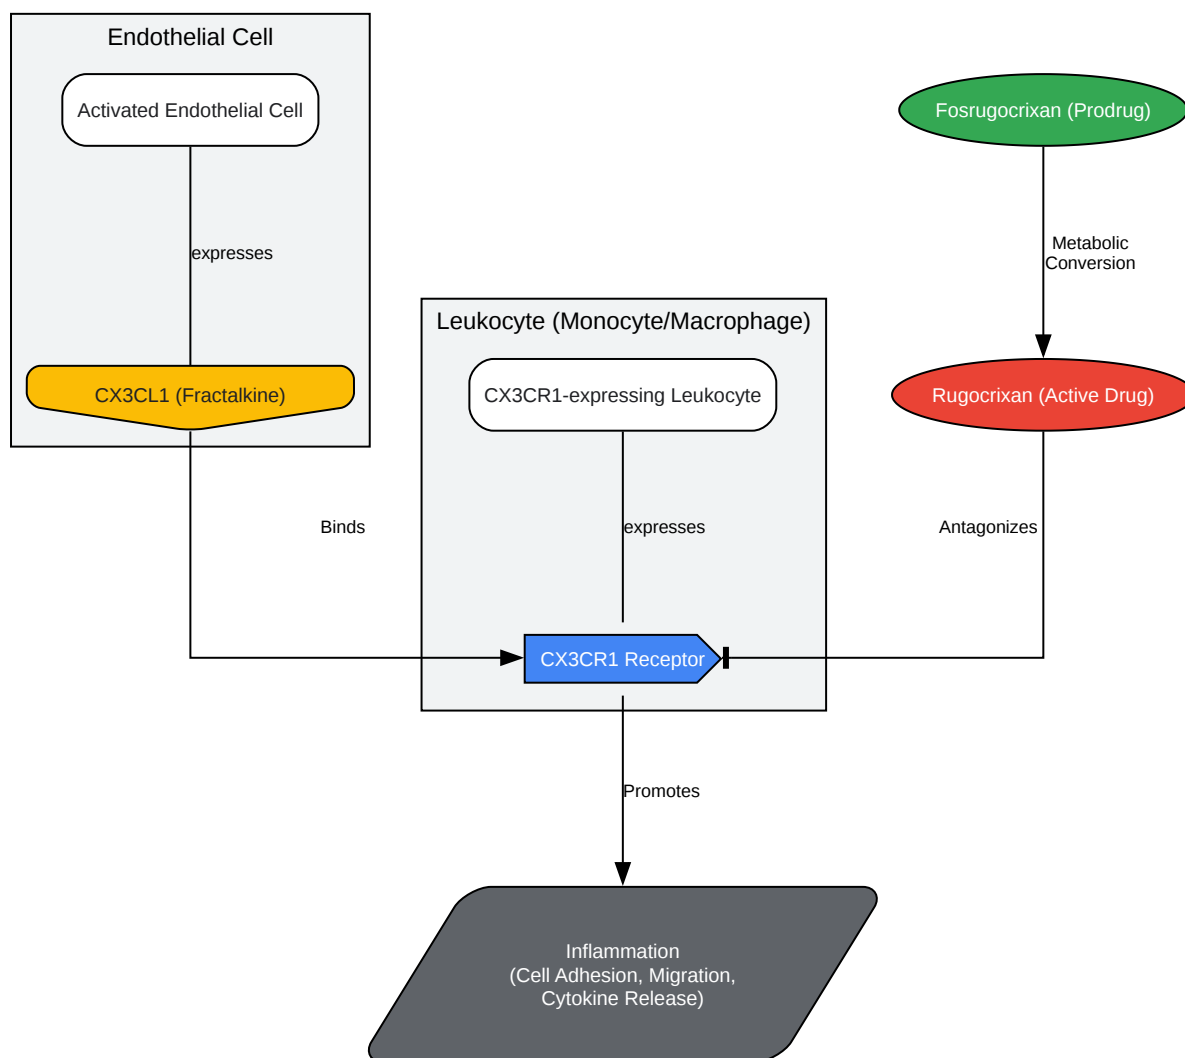 Endothelial Cell
Activated Endothelial Cell
Fosrugocrixan (Prodrug)
expresses
Metabolic
Conversion
Leukocyte (Monocyte/Macrophage)
CX3CL1 (Fractalkine)
CX3CR1-expressing Leukocyte
Rugocrixan (Active Drug)
Binds
expresses
Antagonizes
CX3CR1 Receptor
Promotes
Inflammation
(Cell Adhesion, Migration,
Cytokine Release)